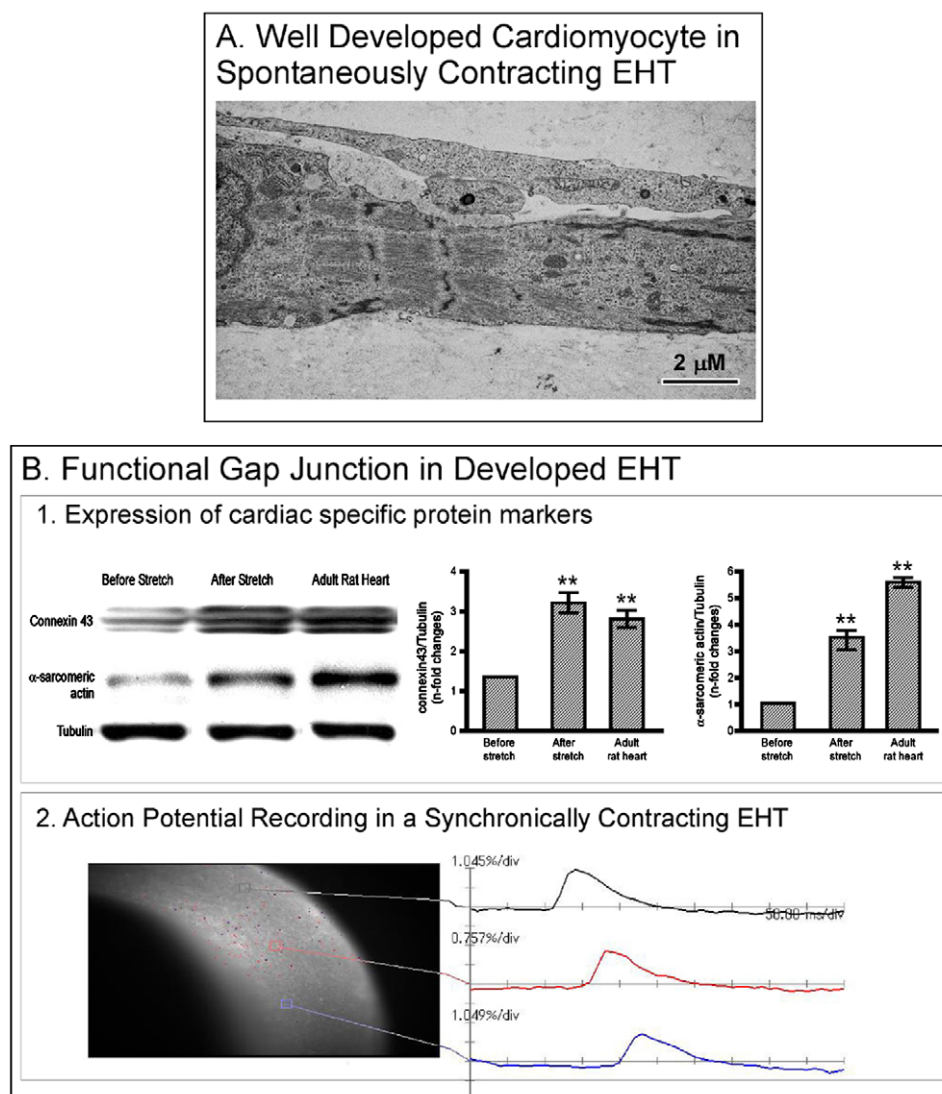 A. Well Developed Cardiomyocyte in
Spontaneously Contracting EHT
2 μM
B. Functional Gap Junction in Developed EHT
1. Expression of cardiac specific protein markers
Before Stretch After Stretch Adult Rat Heart
Connexin 43
α-sarcomeric
actin
Tubulin
connexin43/Tubulin
(n-fold changes)
4
3
2
1
0
**
**
Before
stretch
After
stretch
Adult
rat heart
α-sarcomeric actin/Tubulin
(n-fold changes)
6
5
4
3
2
1
0
**
**
Before
stretch
After
stretch
Adult
rat heart
2. Action Potential Recording in a Synchronically Contracting EHT
1.045%/div
50.00 ms/div
0.757%/div
1.049%/div